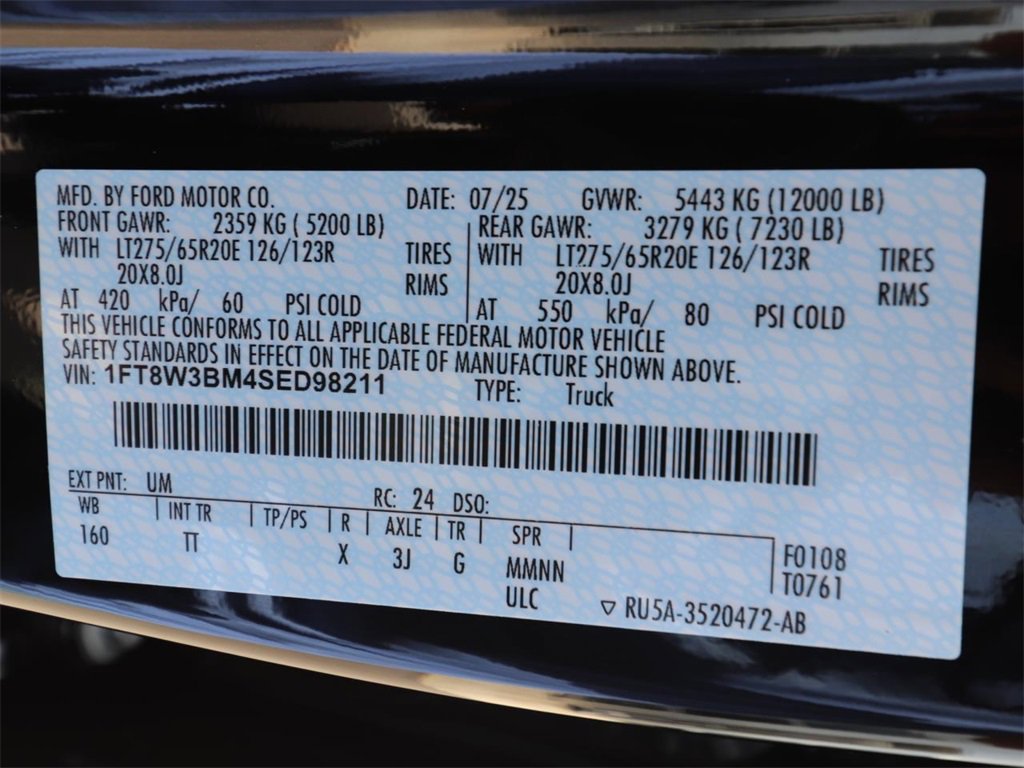 MFD. BY FORD MOTOR CO. DATE: 07/25 GVWR: 5443 KG (12000 LB)
FRONT GAWR: 2359 KG ( 5200 LB) REAR GAWR: 3279 KG ( 7230 LB)
WITH LT275/65R20E 126/123R TIRES WITH LT275/65R20E 126/123R TIRES
20X8.0J RIMS 20X8.0J RIMS
AT 420 kPa/ 60 PSI COLD AT 550 kPa/ 80 PSI COLD
THIS VEHICLE CONFORMS TO ALL APPLICABLE FEDERAL MOTOR VEHICLE
SAFETY STANDARDS IN EFFECT ON THE DATE OF MANUFACTURE SHOWN ABOVE.
VIN: 1FT8W3BM4SED98211 TYPE: Truck
EXT PNT: UM RC: 24 DSO:
WB INT TR TP/PS R AXLE TR SPR
160 TT X 3J G MMNN F0108
ULC T0761
RU5A-3520472-AB